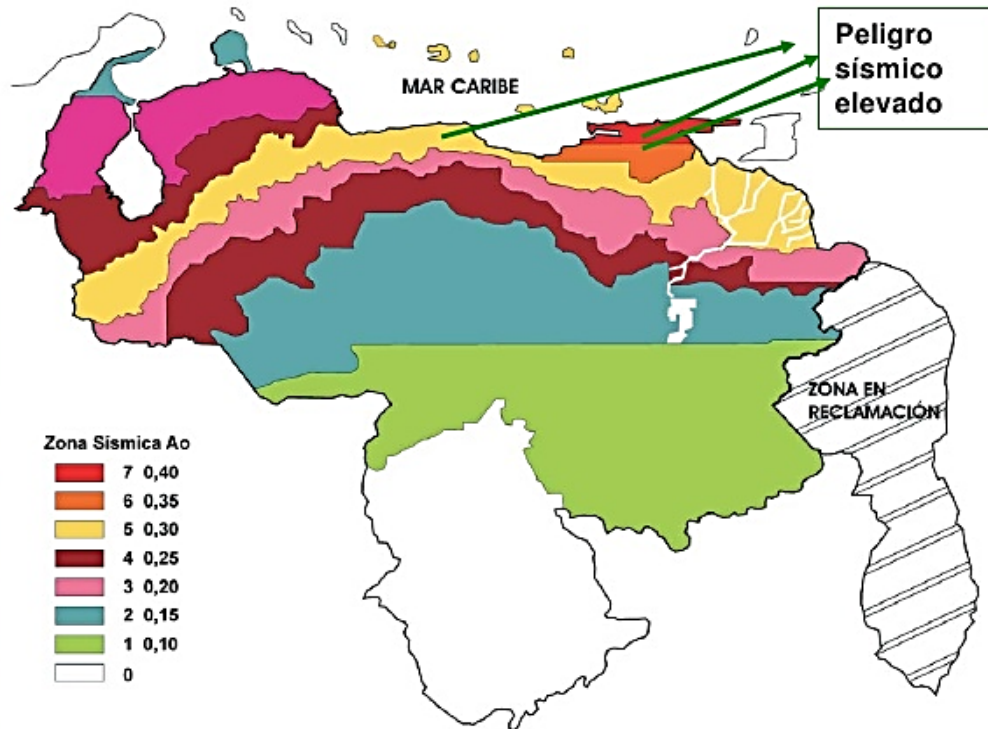 Peligro
sísmico
elevado
MAR CARIBE
ZONA EN
RECLAMACIÓN
Zona Sísmica Ao
7 0,40
6 0,35
5 0,30
4 0,25
3 0,20
2 0,15
1 0,10
0